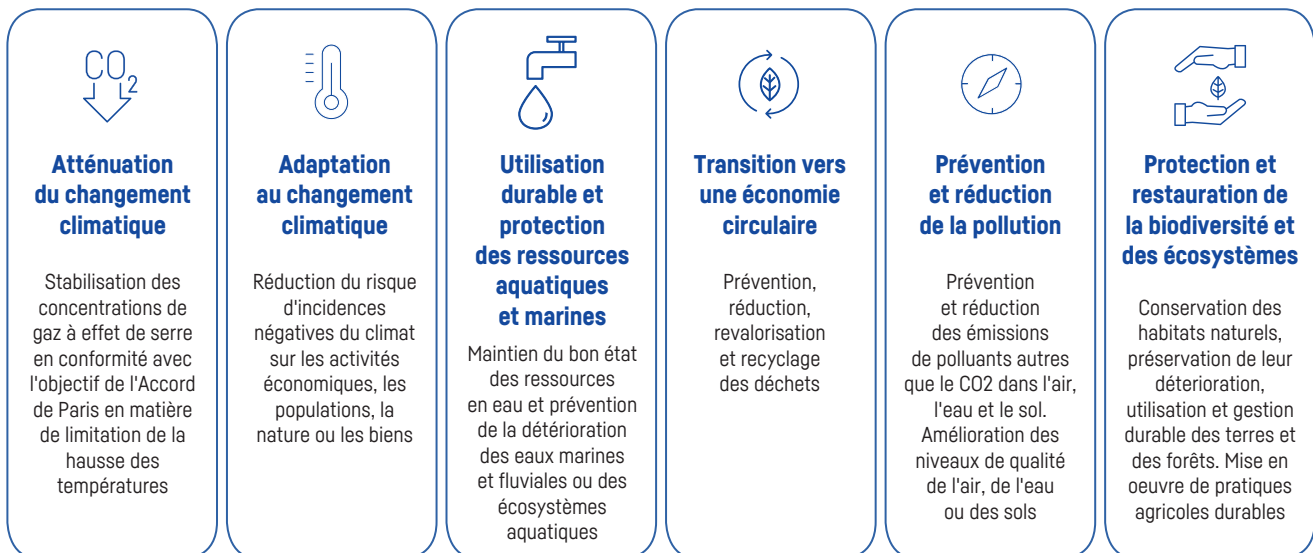 CO2
Atténuation
du changement
climatique
Stabilisation des
concentrations de
gaz à effet de serre
en conformité avec
l'objectif de l'Accord
de Paris en matière
de limitation de la
hausse des
températures
Adaptation
au changement
climatique
Réduction du risque
d'incidences
négatives du climat
sur les activités
économiques, les
populations, la
nature ou les biens
Utilisation
durable et
protection
des ressources
aquatiques
et marines
Maintien du bon état
des ressources
en eau et prévention
de la détérioration
des eaux marines
et fluviales ou des
écosystèmes
aquatiques
Transition vers
une économie
circulaire
Prévention,
réduction,
revalorisation
et recyclage
des déchets
Prévention
et réduction
de la pollution
Prévention
et réduction
des émissions
de polluants autres
que le CO2 dans l'air,
l'eau et le sol.
Amélioration des
niveaux de qualité
de l'air, de l'eau
ou des sols
Protection et
restauration de
la biodiversité et
des écosystèmes
Conservation des
habitats naturels,
préservation de leur
déterioration,
utilisation et gestion
durable des terres et
des forêts. Mise en
oeuvre de pratiques
agricoles durables